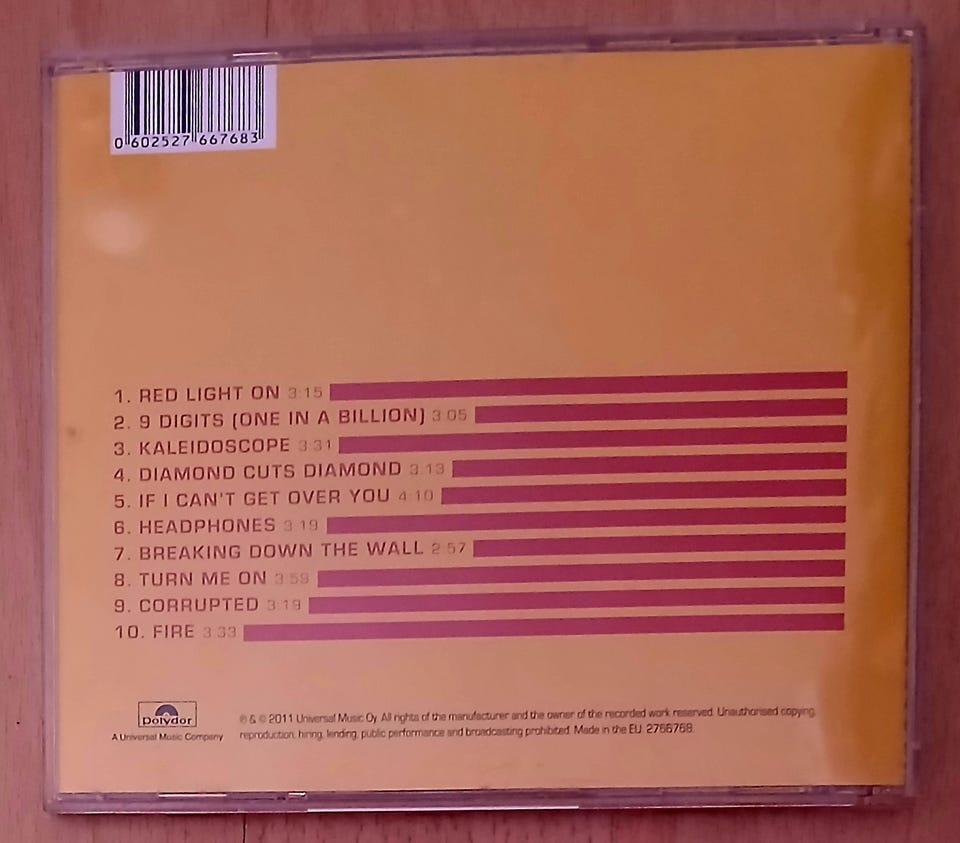 0 602527 667683
1. RED LIGHT ON 3:15
2. 9 DIGITS (ONE IN A BILLION) 3:05
3. KALEIDOSCOPE 3:31
4. DIAMOND CUTS DIAMOND 3:13
5. IF I CAN'T GET OVER YOU 4:10
6. HEADPHONES 3:19
7. BREAKING DOWN THE WALL 2:57
8. TURN ME ON 3:59
9. CORRUPTED 3:19
10. FIRE 3:33
Polydor
A Universal Music Company
℗ & © 2011 Universal Music Oy. All rights of the manufacturer and the owner of the recorded work reserved. Unauthorised copying,
reproduction, hiring, lending, public performance and broadcasting prohibited. Made in the EU. 2766768.